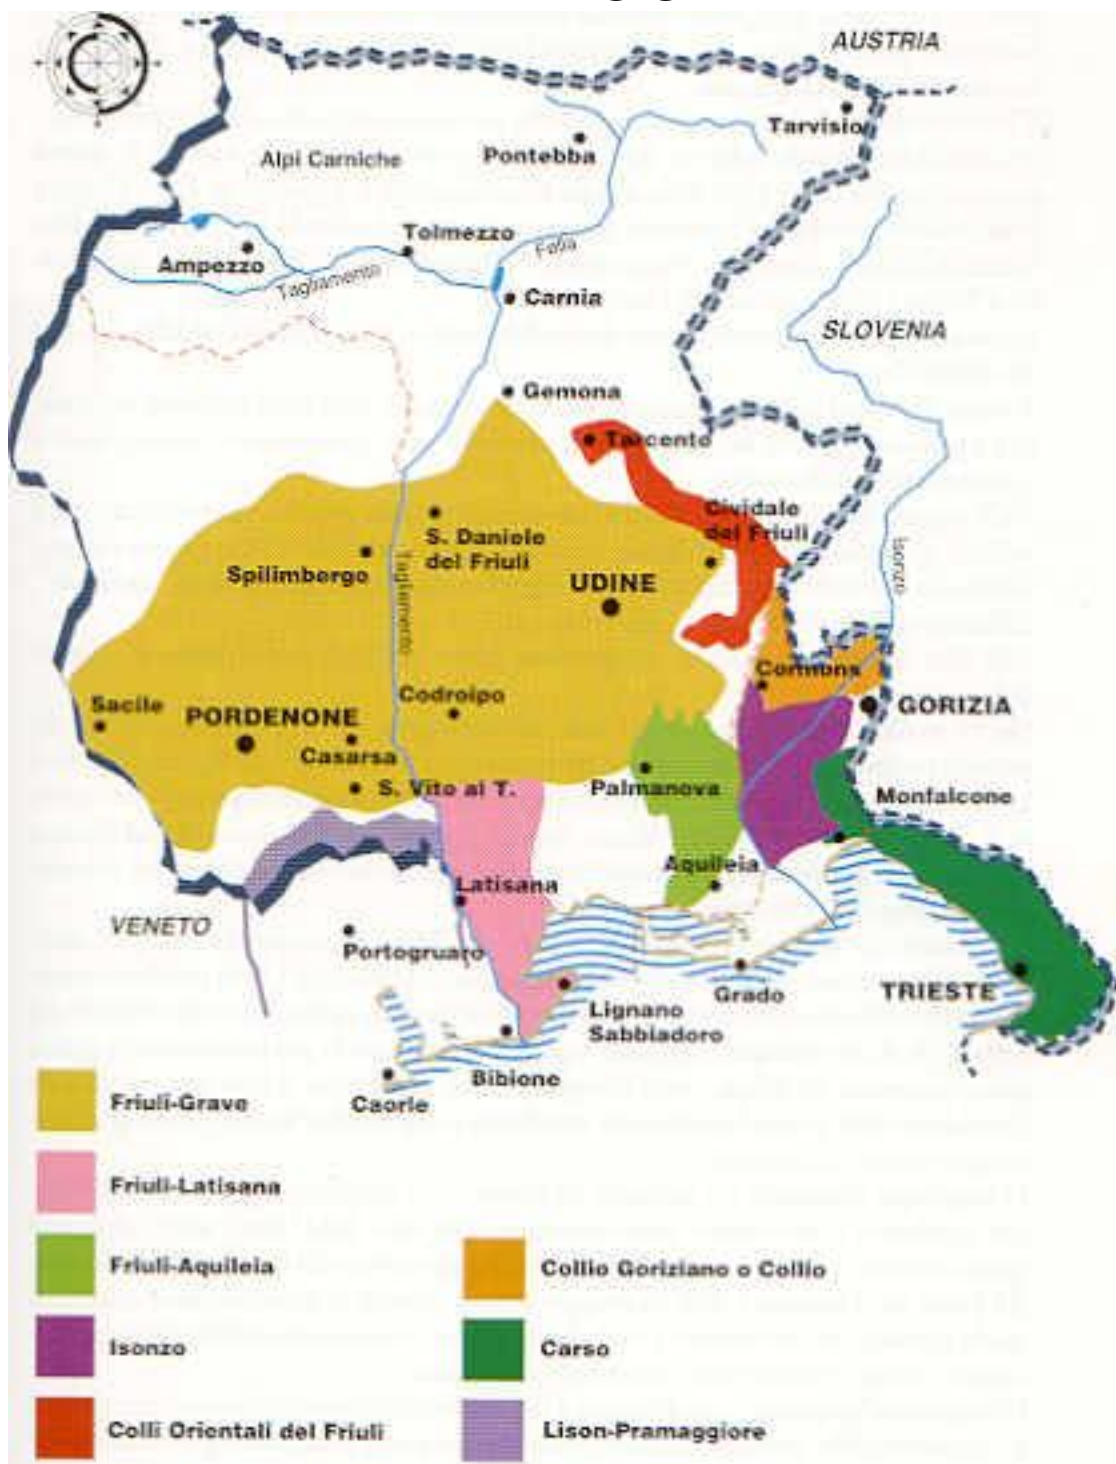 AUSTRIA
Tarvisio
Pontebba
Alpi Carniche
Tolmezzo
Fella
Ampezzo
Tagliamento
Carnia
SLOVENIA
Gemona
Tarcento
Cividale
del Friuli
S. Daniele
del Friuli
Isonzo
Spilimbergo
Tagliamento
UDINE
Cormons
Sacile
Codroipo
PORDENONE
GORIZIA
Casarsa
S. Vito al T.
Palmanova
Monfalcone
Aquileia
Latisana
VENETO
Portogruaro
Grado
TRIESTE
Lignano
Sabbiadoro
Bibione
Caorle
Friuli-Grave
Friuli-Latisana
Friuli-Aquileia
Isonzo
Colli Orientali del Friuli
Collio Goriziano o Collio
Carso
Lison-Pramaggiore